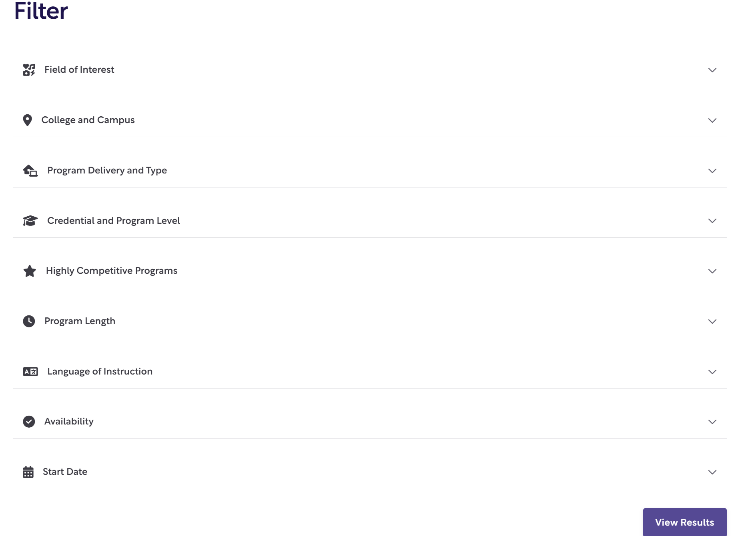 Filter
Field of Interest
College and Campus
Program Delivery and Type
Credential and Program Level
Highly Competitive Programs
Program Length
Language of Instruction
Availability
Start Date
View Results